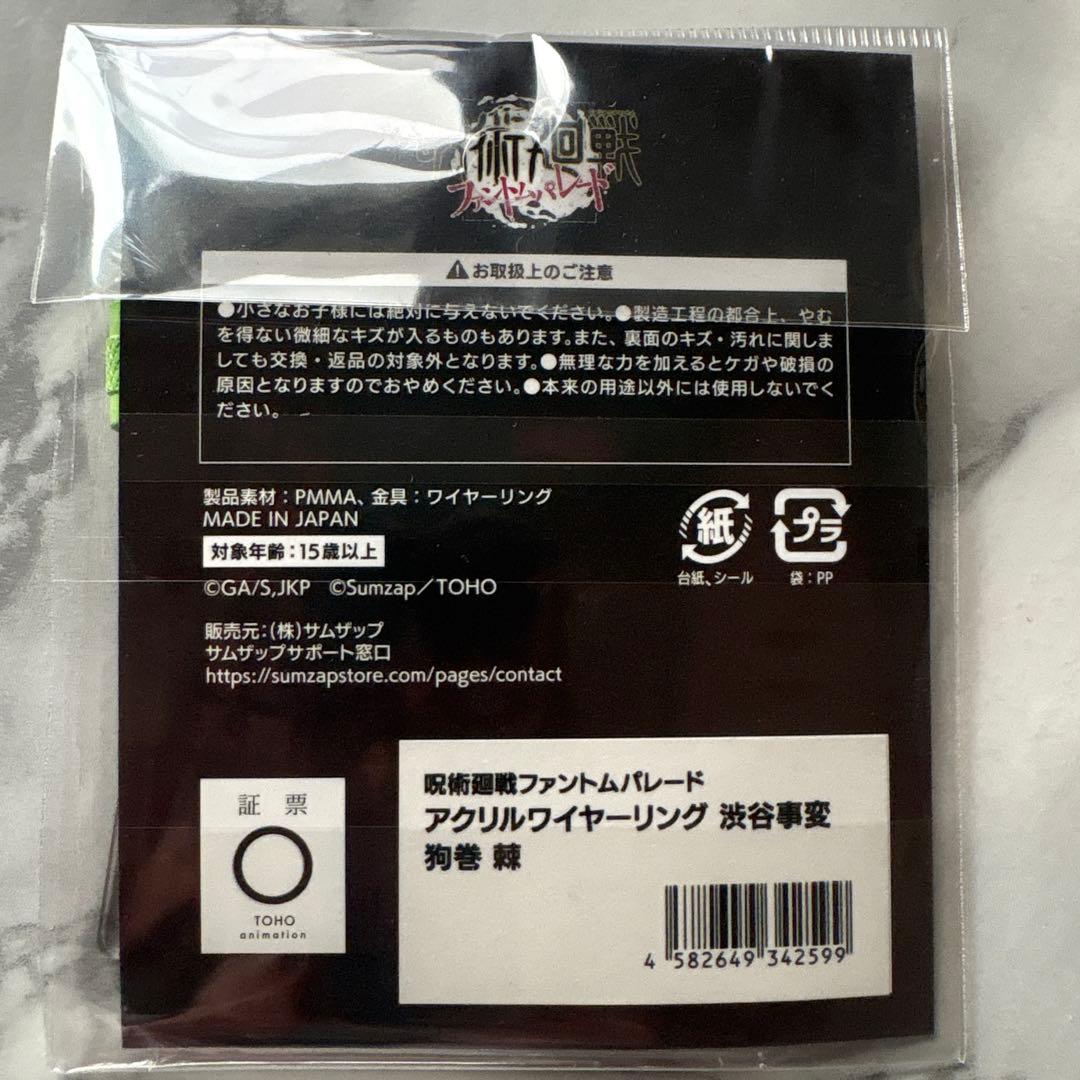 術廻戦
ファントムパレード
⚠お取扱上のご注意
●小さなお子様には絶対に与えないでください。●製造工程の都合上、やむ
を得ない微細なキズが入るものもあります。また、裏面のキズ・汚れに関しま
しても交換・返品の対象外となります。●無理な力を加えるとケガや破損の
原因となりますのでおやめください。●本来の用途以外には使用しないでく
ださい。
製品素材：PMMA、金具：ワイヤーリング
MADE IN JAPAN
対象年齢：15歳以上
©GA/S,JKP ©Sumzap／TOHO
紙
台紙、シール
プラ
袋：PP
販売元：(株)サムザップ
サムザップサポート窓口
https://sumzapstore.com/pages/contact
証票
TOHO
animation
呪術廻戦ファントムパレード
アクリルワイヤーリング 渋谷事変
狗巻 棘
4 582649 342599